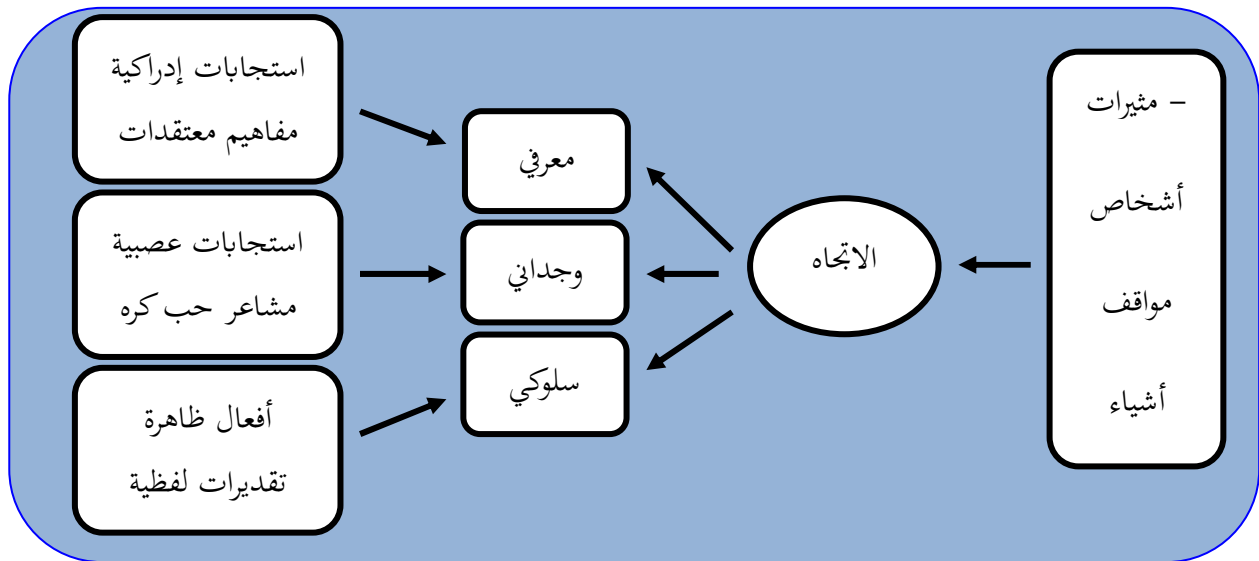 – مثيرات
أشخاص
مواقف
أشياء
الاتجاه
معرفي
وجداني
سلوكي
استجابات إدراكية
مفاهيم معتقدات
استجابات عصبية
مشاعر حب كره
أفعال ظاهرة
تقديرات لفظية